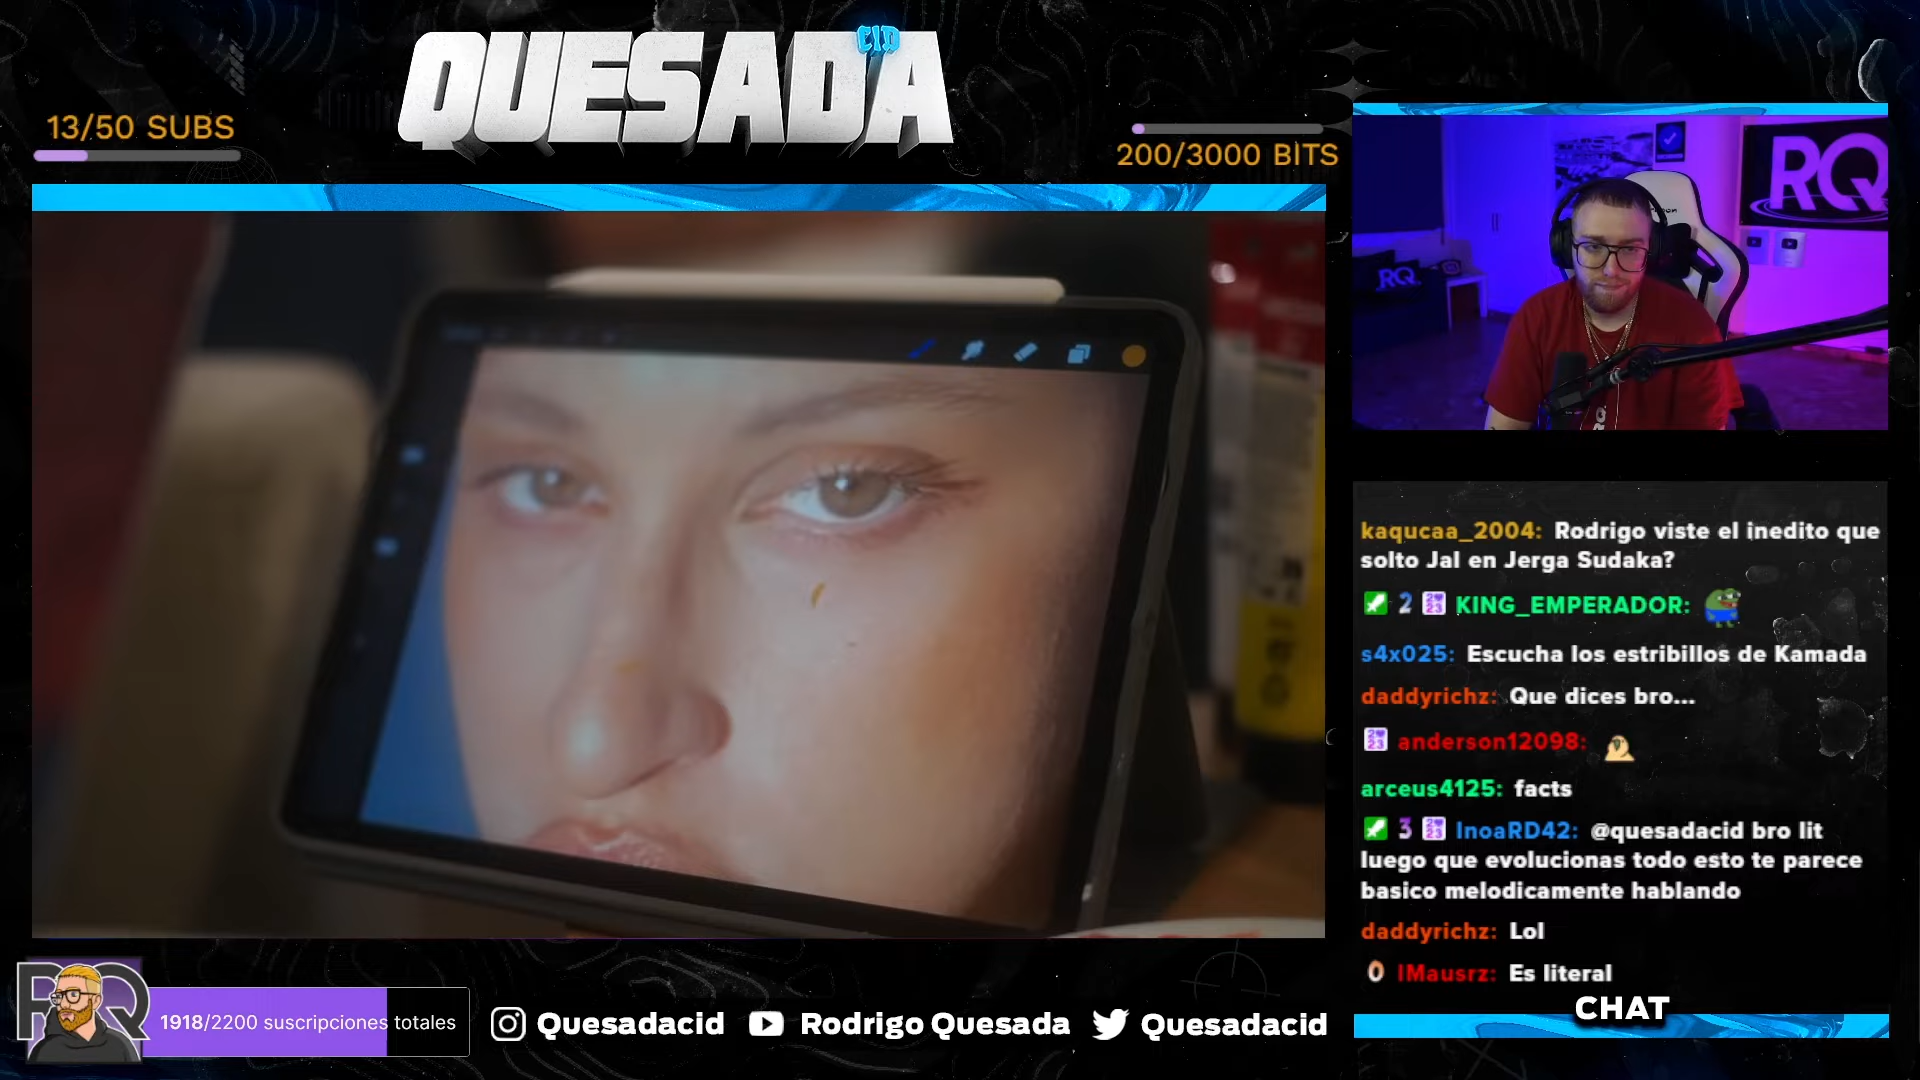 CID
QUESADA
13/50 SUBS
200/3000 BITS
RQ
RQ
kaqucaa_2004: Rodrigo viste el inedito que
solto Jal en Jerga Sudaka?
2 KING_EMPERADOR:
s4x025: Escucha los estribillos de Kamada
daddyrichz: Que dices bro...
anderson12098:
arceus4125: facts
3 InoaRD42: @quesadacid bro lit
luego que evolucionas todo esto te parece
basico melodicamente hablando
daddyrichz: Lol
0 IMausrz: Es literal
CHAT
RQ
1918/2200 suscripciones totales
Quesadacid
Rodrigo Quesada
Quesadacid